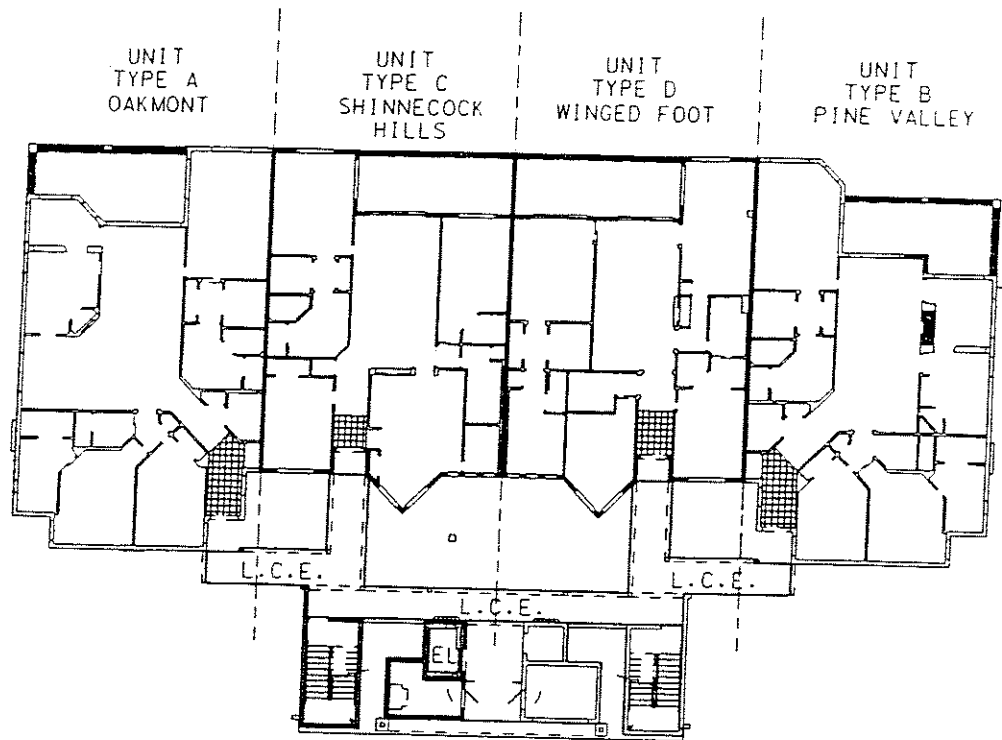 UNIT
TYPE A
OAKMONT
UNIT
TYPE C
SHINNECOCK
HILLS
UNIT
TYPE D
WINGED FOOT
UNIT
TYPE B
PINE VALLEY
L.C.E.
L.C.E.
L.C.E.
EL